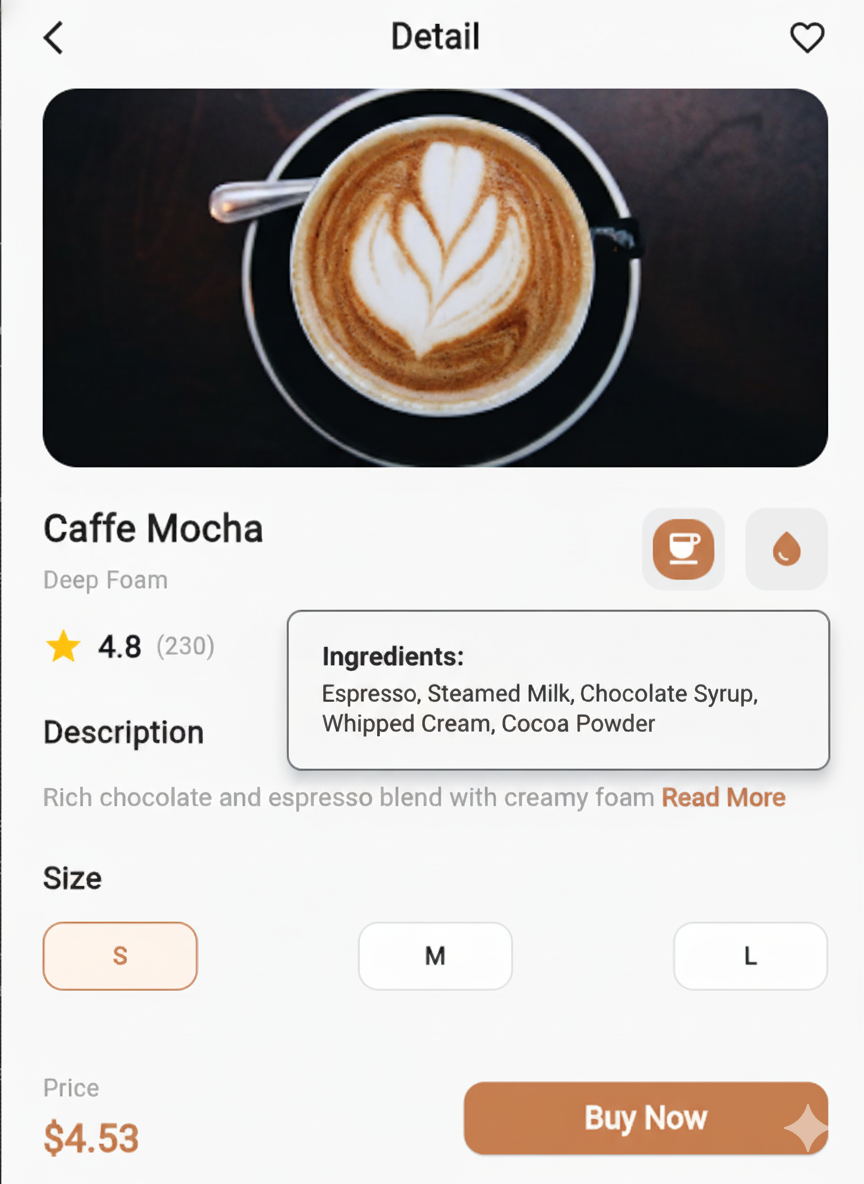 Detail
Caffe Mocha
Deep Foam
4.8 (230)
Ingredients:
Espresso, Steamed Milk, Chocolate Syrup,
Whipped Cream, Cocoa Powder
Description
Rich chocolate and espresso blend with creamy foam Read More
Size
S M L
Price
$4.53
Buy Now